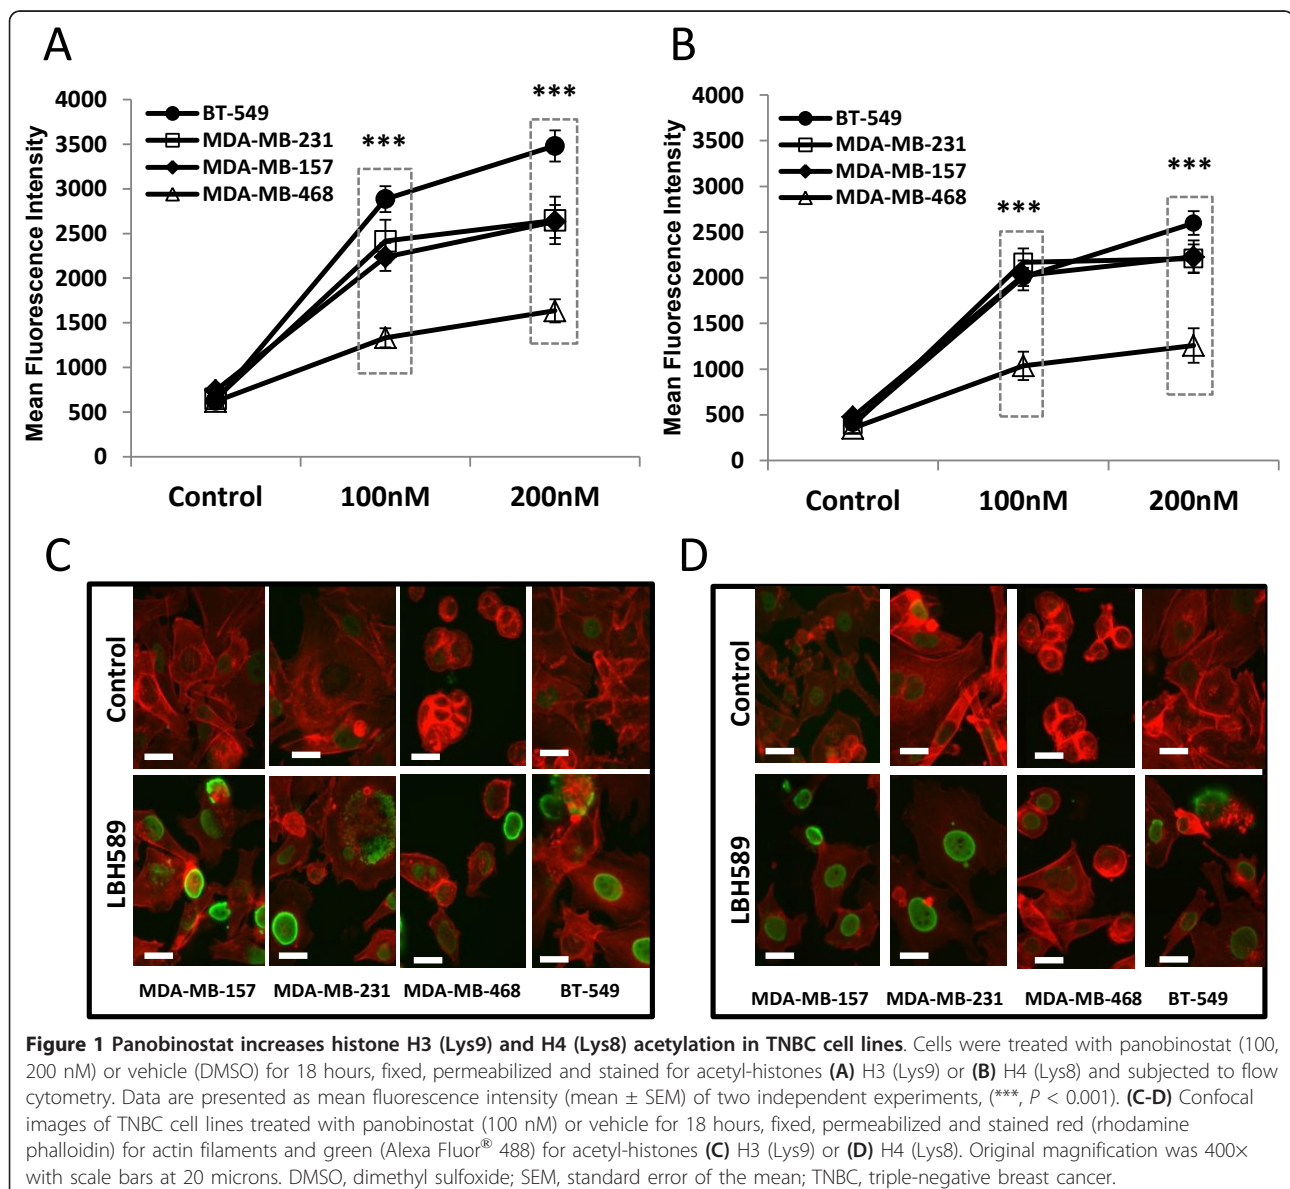 A
4000
3500
3000
2500
2000
1500
1000
500
0
Mean Fluorescence Intensity
BT-549
MDA-MB-231
MDA-MB-157
MDA-MB-468
***
***
Control 100nM 200nM
B
4000
3500
3000
2500
2000
1500
1000
500
0
Mean Fluorescence Intensity
BT-549
MDA-MB-231
MDA-MB-157
MDA-MB-468
***
***
Control 100nM 200nM
C
Control
LBH589
MDA-MB-157 MDA-MB-231 MDA-MB-468 BT-549
D
Control
LBH589
MDA-MB-157 MDA-MB-231 MDA-MB-468 BT-549
Figure 1 Panobinostat increases histone H3 (Lys9) and H4 (Lys8) acetylation in TNBC cell lines. Cells were treated with panobinostat (100,
200 nM) or vehicle (DMSO) for 18 hours, fixed, permeabilized and stained for acetyl-histones (A) H3 (Lys9) or (B) H4 (Lys8) and subjected to flow
cytometry. Data are presented as mean fluorescence intensity (mean ± SEM) of two independent experiments, (***, P < 0.001). (C-D) Confocal
images of TNBC cell lines treated with panobinostat (100 nM) or vehicle for 18 hours, fixed, permeabilized and stained red (rhodamine
phalloidin) for actin filaments and green (Alexa Fluor® 488) for acetyl-histones (C) H3 (Lys9) or (D) H4 (Lys8). Original magnification was 400×
with scale bars at 20 microns. DMSO, dimethyl sulfoxide; SEM, standard error of the mean; TNBC, triple-negative breast cancer.